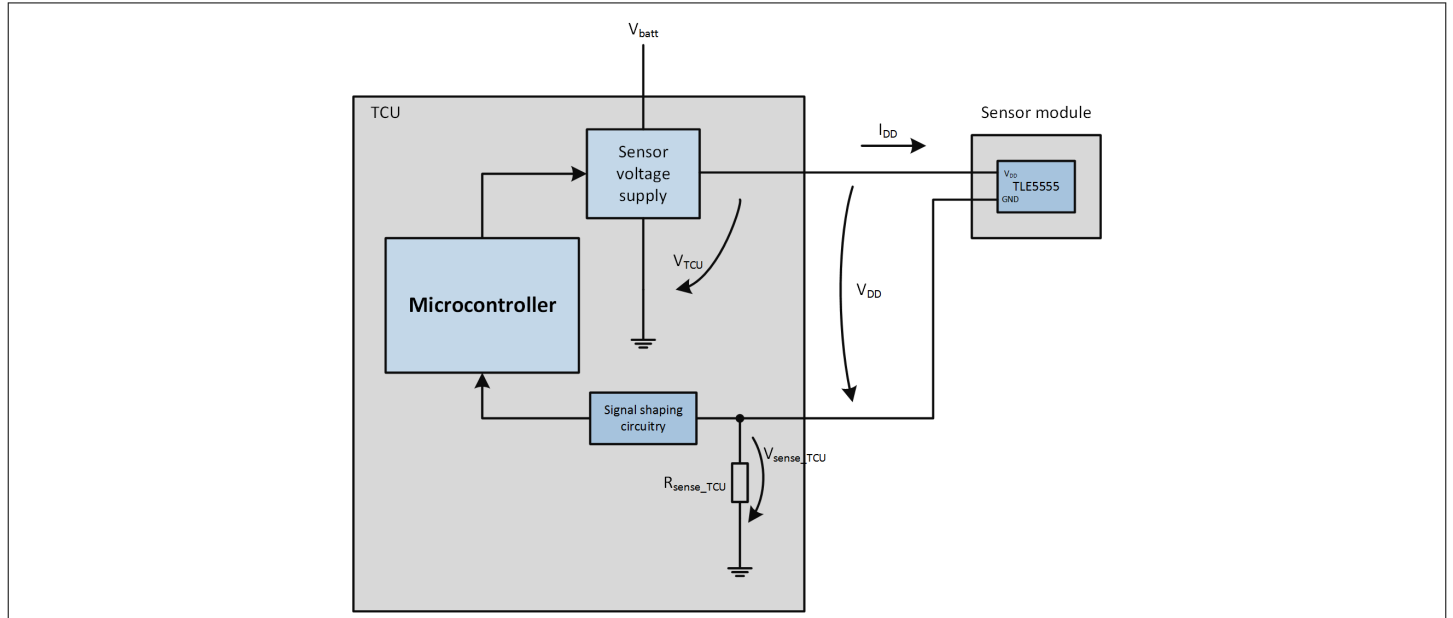 V_batt
TCU
Sensor module
I_DD
Sensor
voltage
supply
V_DD
TLE5555
GND
V_TCU
V_DD
Microcontroller
Signal shaping
circuitry
V_sense_TCU
R_sense_TCU